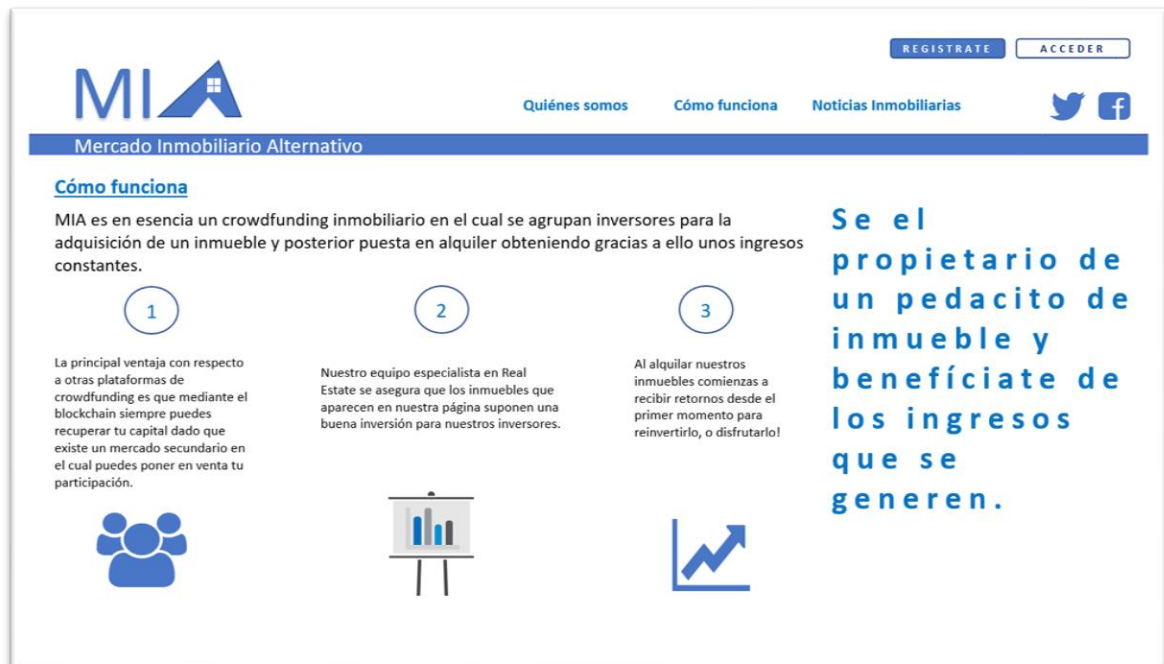 REGISTRATE
ACCEDER
MIA
Quiénes somos
Cómo funciona
Noticias Inmobiliarias
Mercado Inmobiliario Alternativo
Cómo funciona
MIA es en esencia un crowdfunding inmobiliario en el cual se agrupan inversores para la
adquisición de un inmueble y posterior puesta en alquiler obteniendo gracias a ello unos ingresos
constantes.
1
La principal ventaja con respecto
a otras plataformas de
crowdfunding es que mediante el
blockchain siempre puedes
recuperar tu capital dado que
existe un mercado secundario en
el cual puedes poner en venta tu
participación.
2
Nuestro equipo especialista en Real
Estate se asegura que los inmuebles que
aparecen en nuestra página suponen una
buena inversión para nuestros inversores.
3
Al alquilar nuestros
inmuebles comienzas a
recibir retornos desde el
primer momento para
reinvertirlo, o disfrutarlo!
Se el
propietario de
un pedacito de
inmueble y
benefíciate de
los ingresos
que se
generen.